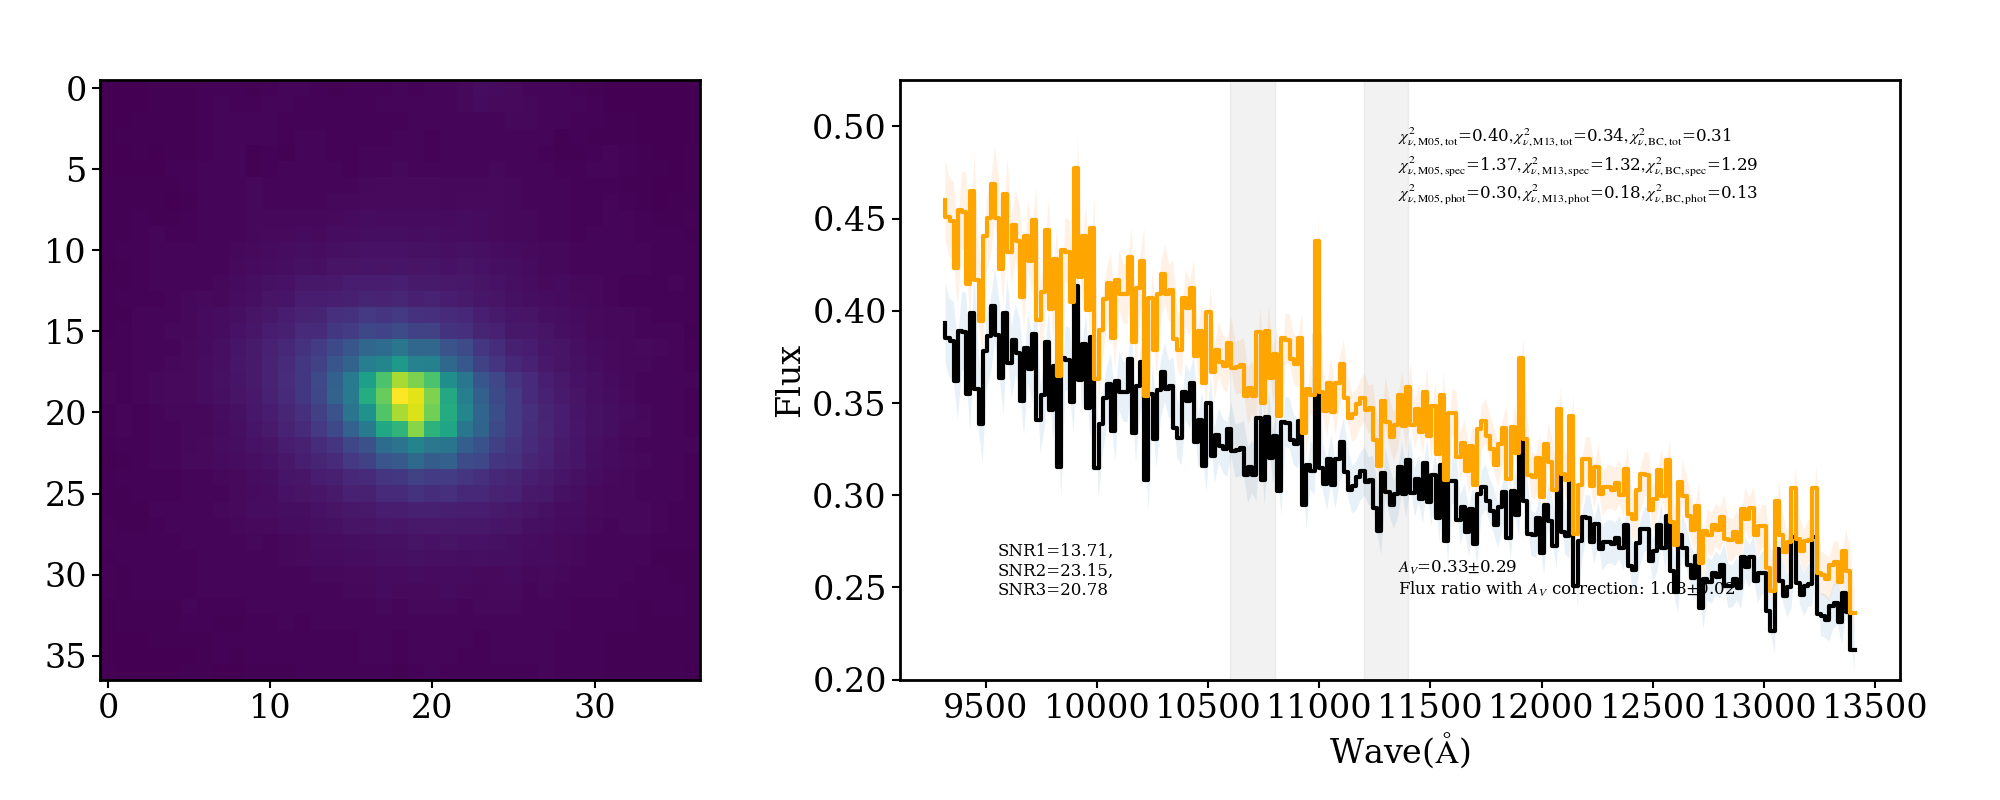 0
5
10
15
20
25
30
35
0 10 20 30
0.50
0.45
0.40
0.35
0.30
0.25
0.20
Flux
χ²ν,M05,tot=0.40,χ²ν,M13,tot=0.34,χ²ν,BC,tot=0.31
χ²ν,M05,spec=1.37,χ²ν,M13,spec=1.32,χ²ν,BC,spec=1.29
χ²ν,M05,phot=0.30,χ²ν,M13,phot=0.18,χ²ν,BC,phot=0.13
SNR1=13.71,
SNR2=23.15,
SNR3=20.78
AV=0.33±0.29
Flux ratio with AV correction: 1.08±0.02
9500 10000 10500 11000 11500 12000 12500 13000 13500
Wave(Å)